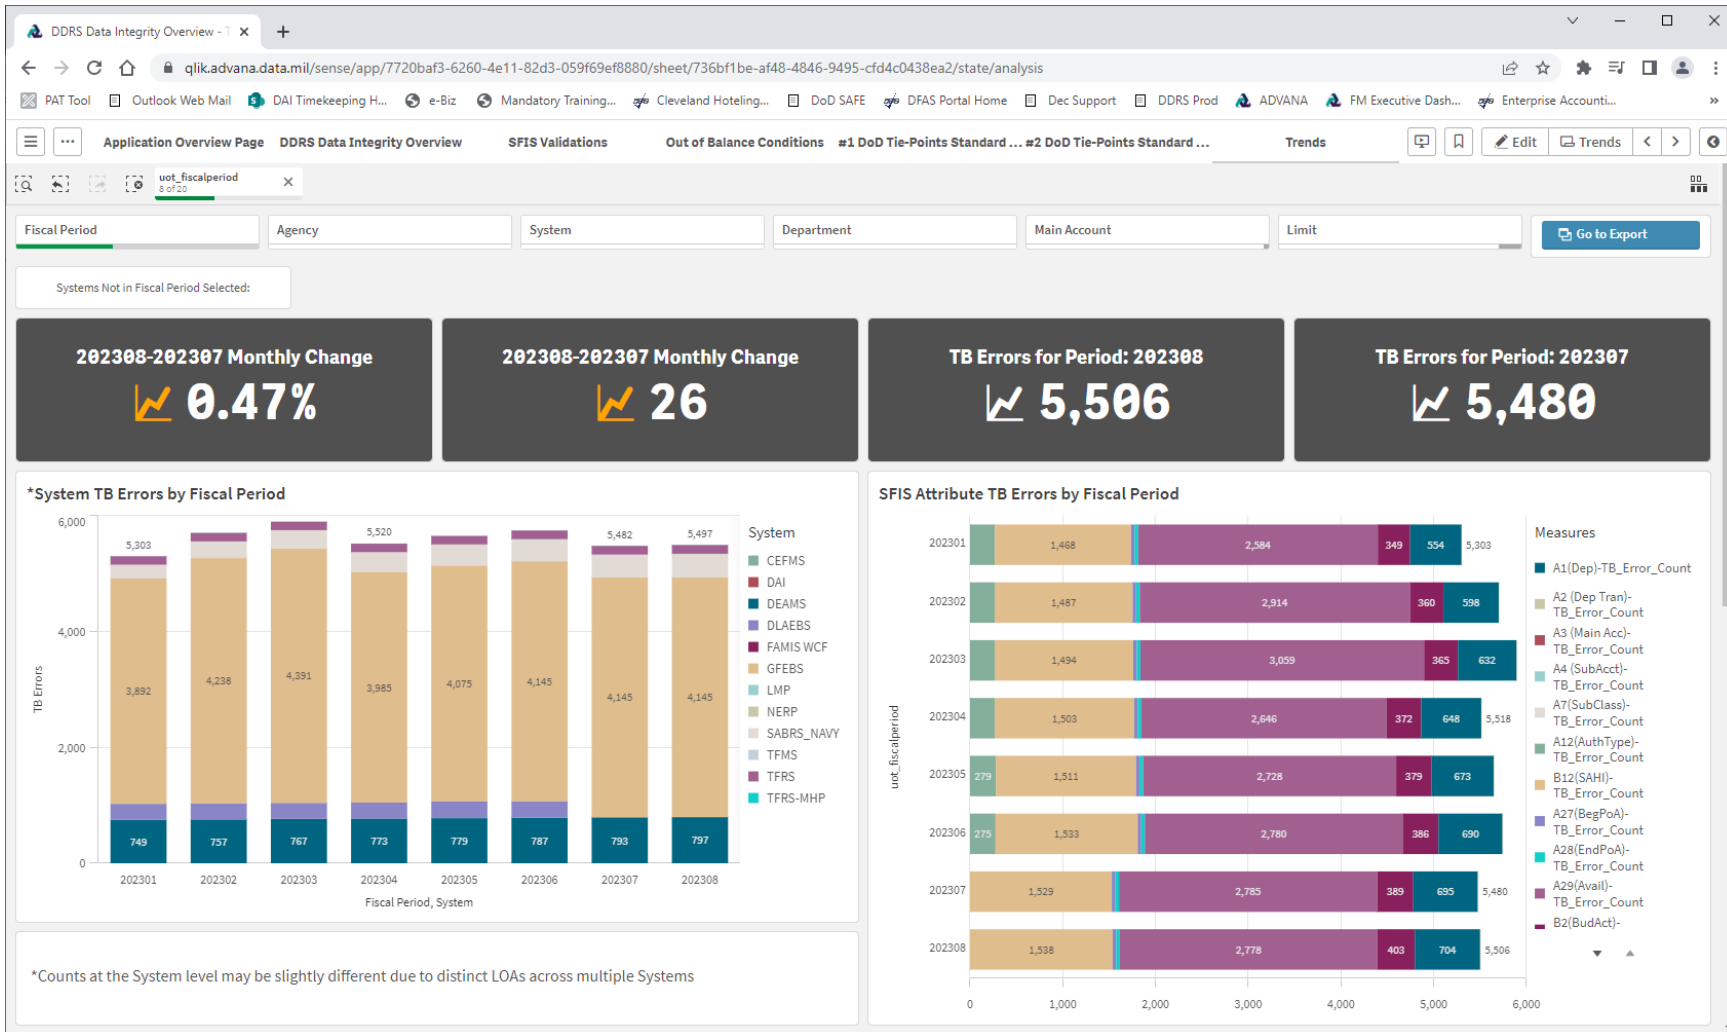 DDRS Data Integrity Overview - T
qlik.advana.data.mil/sense/app/7720baf3-6260-4e11-82d3-059f69ef8880/sheet/736bf1be-af48-4846-9495-cfd4c0438ea2/state/analysis
PAT Tool Outlook Web Mail DAI Timekeeping H... e-Biz Mandatory Training... Cleveland Hoteling... DoD SAFE DFAS Portal Home Dec Support DDRS Prod ADVANA FM Executive Dash... Enterprise Accounti... »
Application Overview Page DDRS Data Integrity Overview SFIS Validations Out of Balance Conditions #1 DoD Tie-Points Standard ... #2 DoD Tie-Points Standard ... Trends Edit Trends
uot_fiscalperiod
8 of 20
Fiscal Period Agency System Department Main Account Limit Go to Export
Systems Not in Fiscal Period Selected:
202308-202307 Monthly Change
0.47%
202308-202307 Monthly Change
26
TB Errors for Period: 202308
5,506
TB Errors for Period: 202307
5,480
*System TB Errors by Fiscal Period
6,000
4,000
2,000
0
TB Errors
5,303 5,520 5,482 5,497
3,892 4,238 4,391 3,985 4,075 4,145 4,145 4,145
749 757 767 773 779 787 793 797
202301 202302 202303 202304 202305 202306 202307 202308
Fiscal Period, System
System
CEFMS
DAI
DEAMS
DLAEBS
FAMIS WCF
GFEBS
LMP
NERP
SABRS_NAVY
TFMS
TFRS
TFRS-MHP
*Counts at the System level may be slightly different due to distinct LOAs across multiple Systems
SFIS Attribute TB Errors by Fiscal Period
uot_fiscalperiod
202301 1,468 2,584 349 554 5,303
202302 1,487 2,914 360 598
202303 1,494 3,059 365 632
202304 1,503 2,646 372 648 5,518
202305 279 1,511 2,728 379 673
202306 275 1,533 2,780 386 690
202307 1,529 2,785 389 695 5,480
202308 1,538 2,778 403 704 5,506
0 1,000 2,000 3,000 4,000 5,000 6,000
Measures
A1(Dep)-TB_Error_Count
A2 (Dep Tran)-
TB_Error_Count
A3 (Main Acc)-
TB_Error_Count
A4 (SubAcct)-
TB_Error_Count
A7(SubClass)-
TB_Error_Count
A12(AuthType)-
TB_Error_Count
B12(SAHI)-
TB_Error_Count
A27(BegPoA)-
TB_Error_Count
A28(EndPoA)-
TB_Error_Count
A29(Avail)-
TB_Error_Count
B2(BudAct)-